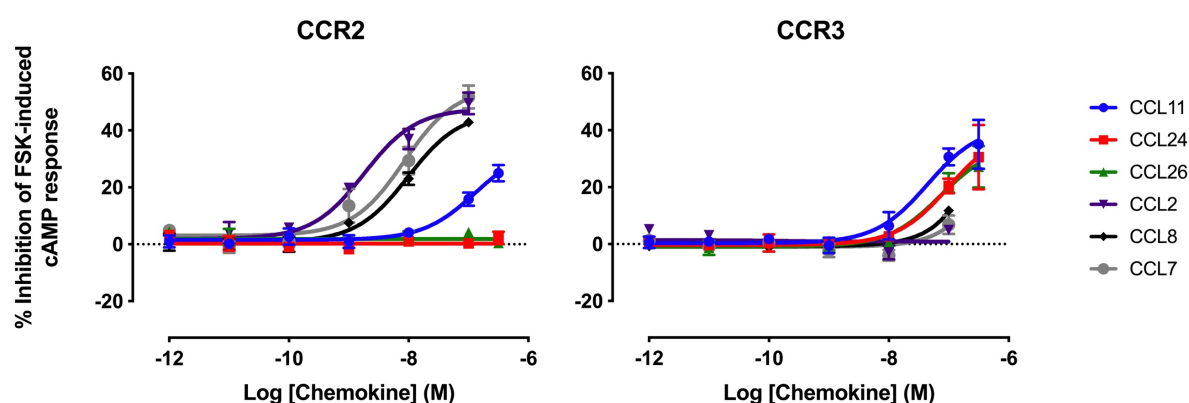 CCR2
CCR3
% Inhibition of FSK-induced
cAMP response
60
40
20
0
-20
-12
-10
-8
-6
Log [Chemokine] (M)
60
40
20
0
-20
-12
-10
-8
-6
Log [Chemokine] (M)
CCL11
CCL24
CCL26
CCL2
CCL8
CCL7